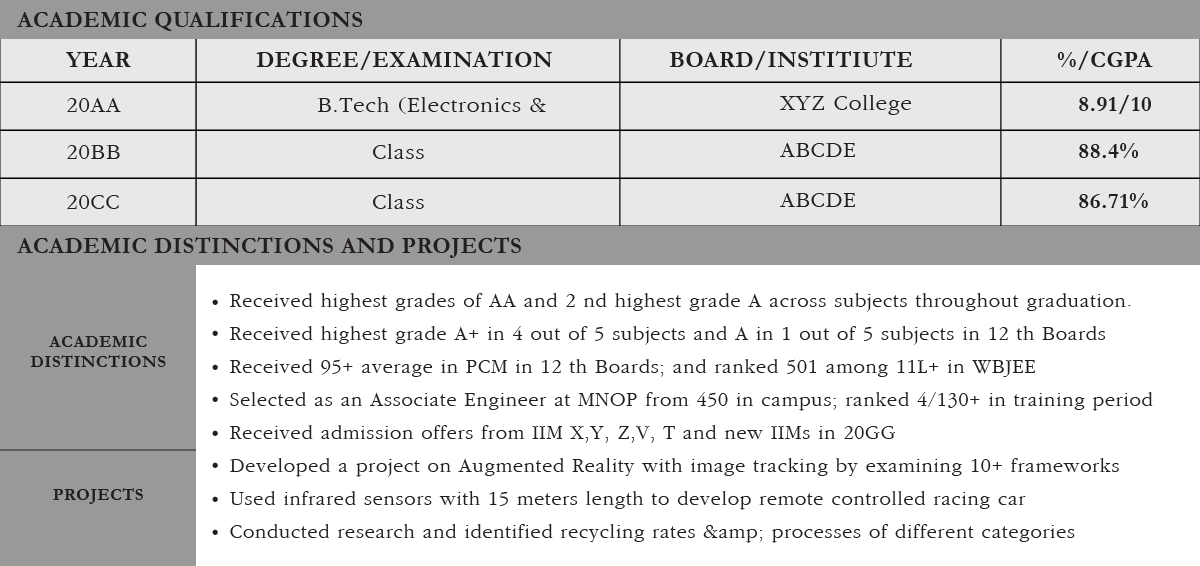 ACADEMIC QUALIFICATIONS
YEAR DEGREE/EXAMINATION BOARD/INSTITIUTE %/CGPA
20AA B.Tech (Electronics & XYZ College 8.91/10
20BB Class ABCDE 88.4%
20CC Class ABCDE 86.71%
ACADEMIC DISTINCTIONS AND PROJECTS
ACADEMIC
DISTINCTIONS
• Received highest grades of AA and 2 nd highest grade A across subjects throughout graduation.
• Received highest grade A+ in 4 out of 5 subjects and A in 1 out of 5 subjects in 12 th Boards
• Received 95+ average in PCM in 12 th Boards; and ranked 501 among 11L+ in WBJEE
• Selected as an Associate Engineer at MNOP from 450 in campus; ranked 4/130+ in training period
• Received admission offers from IIM X,Y, Z,V, T and new IIMs in 20GG
PROJECTS
• Developed a project on Augmented Reality with image tracking by examining 10+ frameworks
• Used infrared sensors with 15 meters length to develop remote controlled racing car
• Conducted research and identified recycling rates &amp; processes of different categories